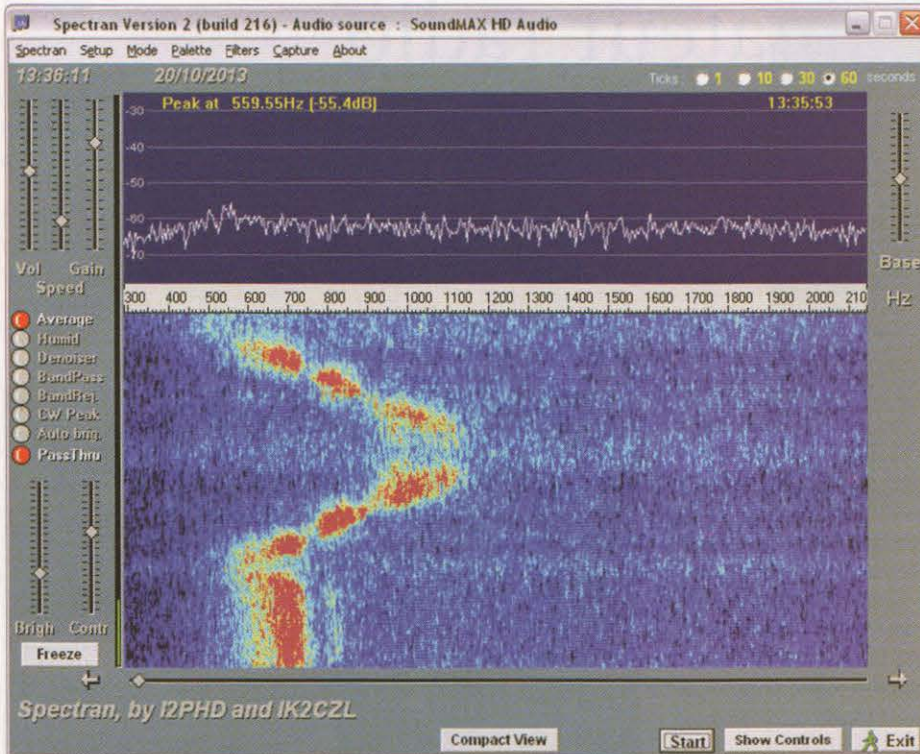 Spectran Version 2 (build 216) - Audio source : SoundMAX HD Audio
Spectran Setup Mode Palette Filters Capture About
13:36:11 20/10/2013 Ticks : 1 10 30 60 seconds
Peak at 559.55Hz [-55.4dB] 13:35:53
-30
-40
-50
-60
-70
Vol Gain
Speed
Base
300 400 500 600 700 800 900 1000 1100 1200 1300 1400 1500 1600 1700 1800 1900 2000 210
Hz
Average
Humid
Denoiser
BandPass
BandRej.
CW Peak
Auto brig.
PassThru
Brigh Contr
Freeze
Spectran, by I2PHD and IK2CZL
Compact View Start Show Controls Exit